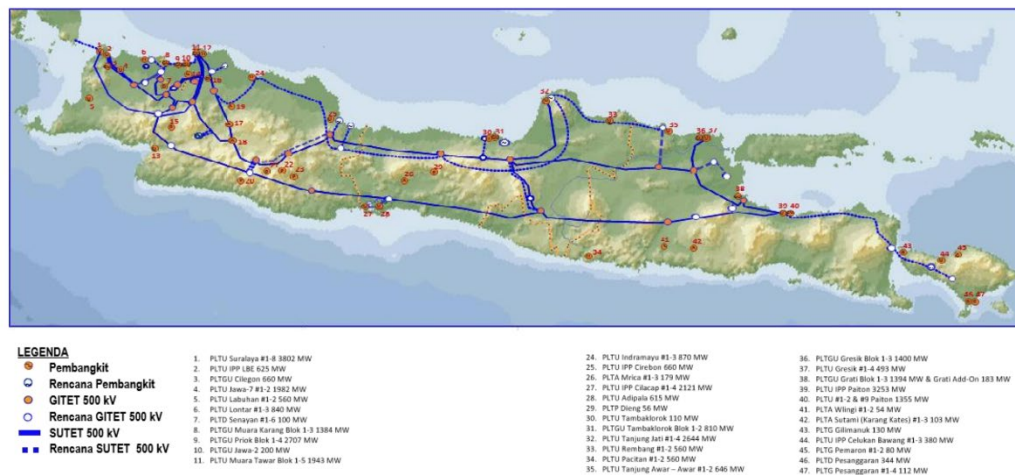 LEGENDA
Pembangkit
Rencana Pembangkit
GITET 500 kV
Rencana GITET 500 kV
SUTET 500 kV
Rencana SUTET 500 kV
1. PLTU Suralaya #1-8 3802 MW
2. PLTU IPP LBE 625 MW
3. PLTGU Cilegon 660 MW
4. PLTU Jawa-7 #1-2 1982 MW
5. PLTU Labuhan #1-2 560 MW
6. PLTU Lontar #1-3 840 MW
7. PLTD Senayan #1-6 100 MW
8. PLTGU Muara Karang Blok 1-3 1384 MW
9. PLTGU Priok Blok 1-4 2707 MW
10. PLTGU Jawa-2 200 MW
11. PLTU Muara Tawar Blok 1-5 1943 MW
24. PLTU Indramayu #1-3 870 MW
25. PLTU IPP Cirebon 660 MW
26. PLTA Mrica #1-3 179 MW
27. PLTU IPP Cilacap #1-4 2121 MW
28. PLTU Adipala 615 MW
29. PLTP Dieng 56 MW
30. PLTU Tambaklorok 110 MW
31. PLTGU Tambaklorok Blok 1-2 810 MW
32. PLTU Tanjung Jati #1-4 2644 MW
33. PLTU Rembang #1-2 560 MW
34. PLTU Pacitan #1-2 560 MW
35. PLTU Tanjung Awar – Awar #1-2 646 MW
36. PLTGU Gresik Blok 1-3 1400 MW
37. PLTU Gresik #1-4 493 MW
38. PLTGU Grati Blok 1-3 1394 MW & Grati Add-On 183 MW
39. PLTU IPP Paiton 3253 MW
40. PLTU #1-2 & #9 Paiton 1355 MW
41. PLTA Wlingi #1-2 54 MW
42. PLTA Sutami (Karang Kates) #1-3 103 MW
43. PLTG Gilimanuk 130 MW
44. PLTU IPP Celukan Bawang #1-3 380 MW
45. PLTG Pemaron #1-2 80 MW
46. PLTD Pesanggaran 344 MW
47. PLTG Pesanggaran #1-4 112 MW